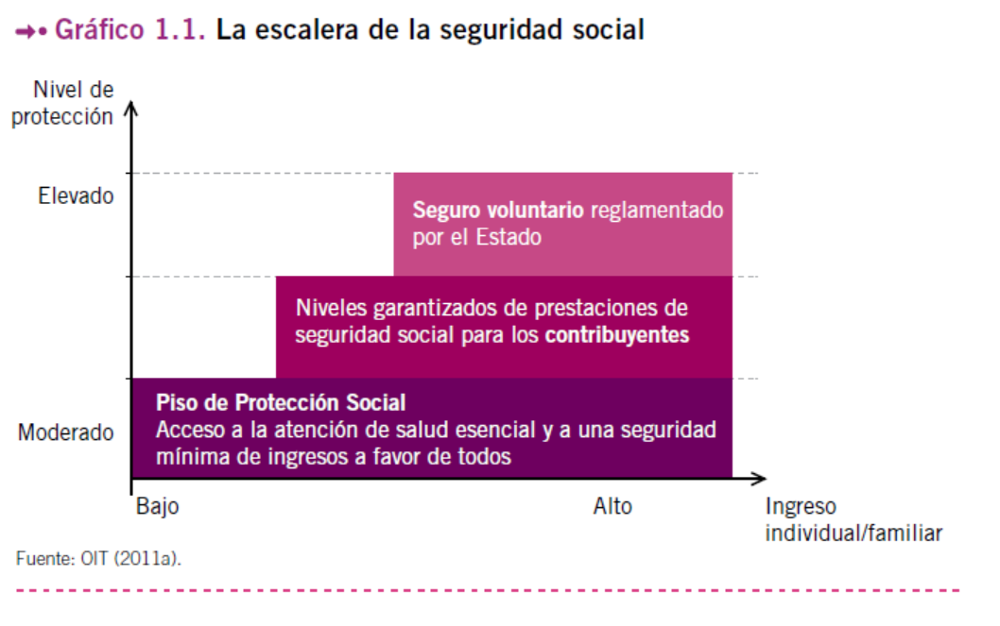 Gráfico 1.1. La escalera de la seguridad social
Nivel de
protección
Elevado
Seguro voluntario reglamentado
por el Estado
Niveles garantizados de prestaciones de
seguridad social para los contribuyentes
Moderado
Piso de Protección Social
Acceso a la atención de salud esencial y a una seguridad
mínima de ingresos a favor de todos
Bajo
Alto
Ingreso
individual/familiar
Fuente: OIT (2011a).